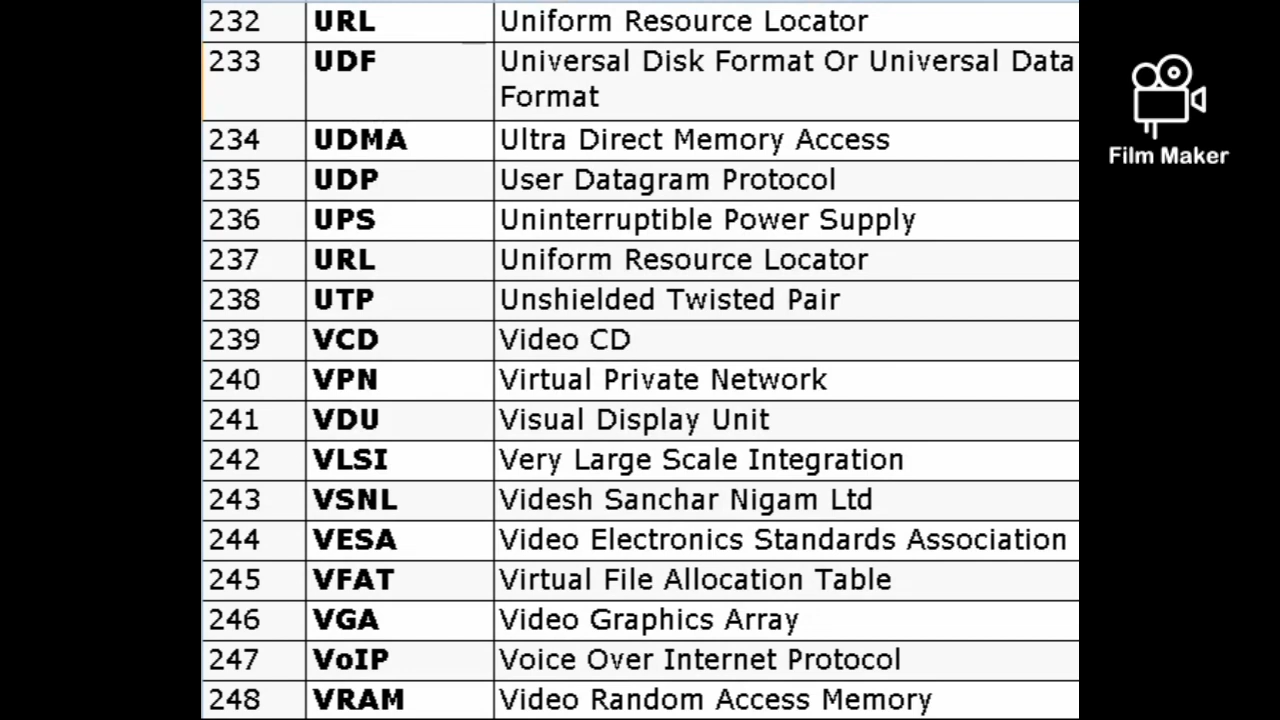 232 URL Uniform Resource Locator
233 UDF Universal Disk Format Or Universal Data
Format
234 UDMA Ultra Direct Memory Access
235 UDP User Datagram Protocol
236 UPS Uninterruptible Power Supply
237 URL Uniform Resource Locator
238 UTP Unshielded Twisted Pair
239 VCD Video CD
240 VPN Virtual Private Network
241 VDU Visual Display Unit
242 VLSI Very Large Scale Integration
243 VSNL Videsh Sanchar Nigam Ltd
244 VESA Video Electronics Standards Association
245 VFAT Virtual File Allocation Table
246 VGA Video Graphics Array
247 VoIP Voice Over Internet Protocol
248 VRAM Video Random Access Memory
Film Maker